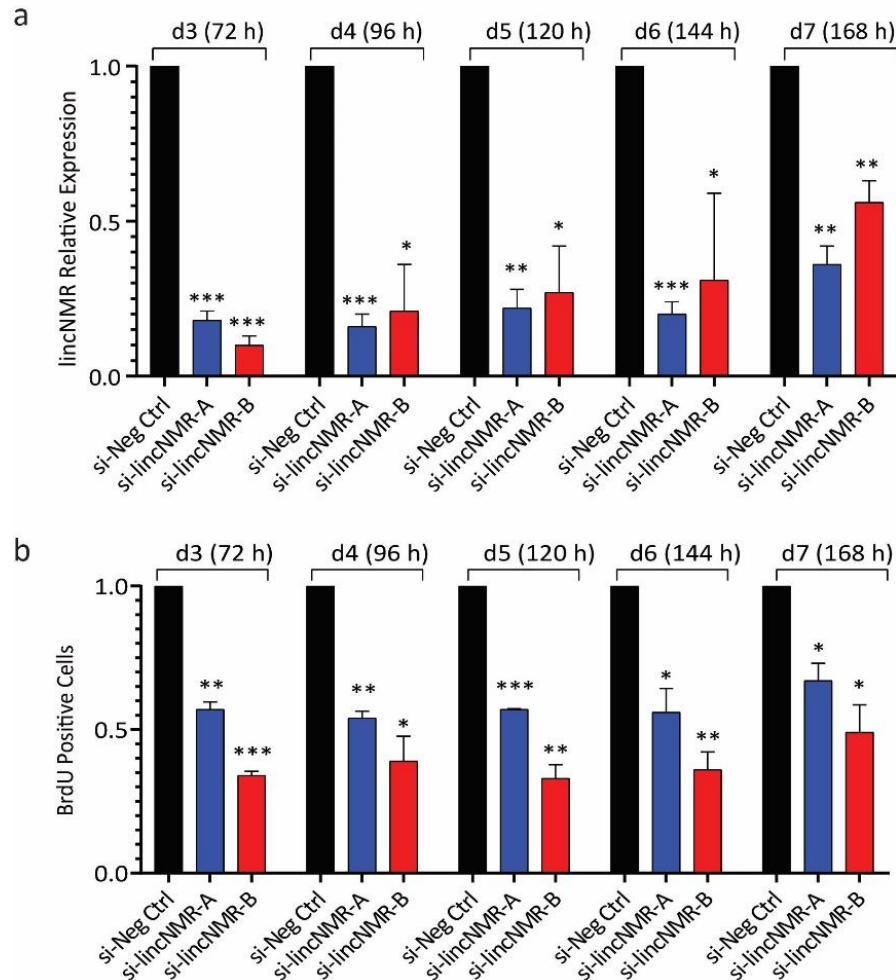 a
d3 (72 h) d4 (96 h) d5 (120 h) d6 (144 h) d7 (168 h)
lincNMR Relative Expression
1.0
0.5
0.0
*** *** *** * ** * *** * ** **
si-Neg Ctrl si-lincNMR-A si-lincNMR-B si-Neg Ctrl si-lincNMR-A si-lincNMR-B si-Neg Ctrl si-lincNMR-A si-lincNMR-B si-Neg Ctrl si-lincNMR-A si-lincNMR-B si-Neg Ctrl si-lincNMR-A si-lincNMR-B
b
d3 (72 h) d4 (96 h) d5 (120 h) d6 (144 h) d7 (168 h)
BrdU Positive Cells
1.0
0.5
0.0
** *** ** * *** ** * ** * *
si-Neg Ctrl si-lincNMR-A si-lincNMR-B si-Neg Ctrl si-lincNMR-A si-lincNMR-B si-Neg Ctrl si-lincNMR-A si-lincNMR-B si-Neg Ctrl si-lincNMR-A si-lincNMR-B si-Neg Ctrl si-lincNMR-A si-lincNMR-B